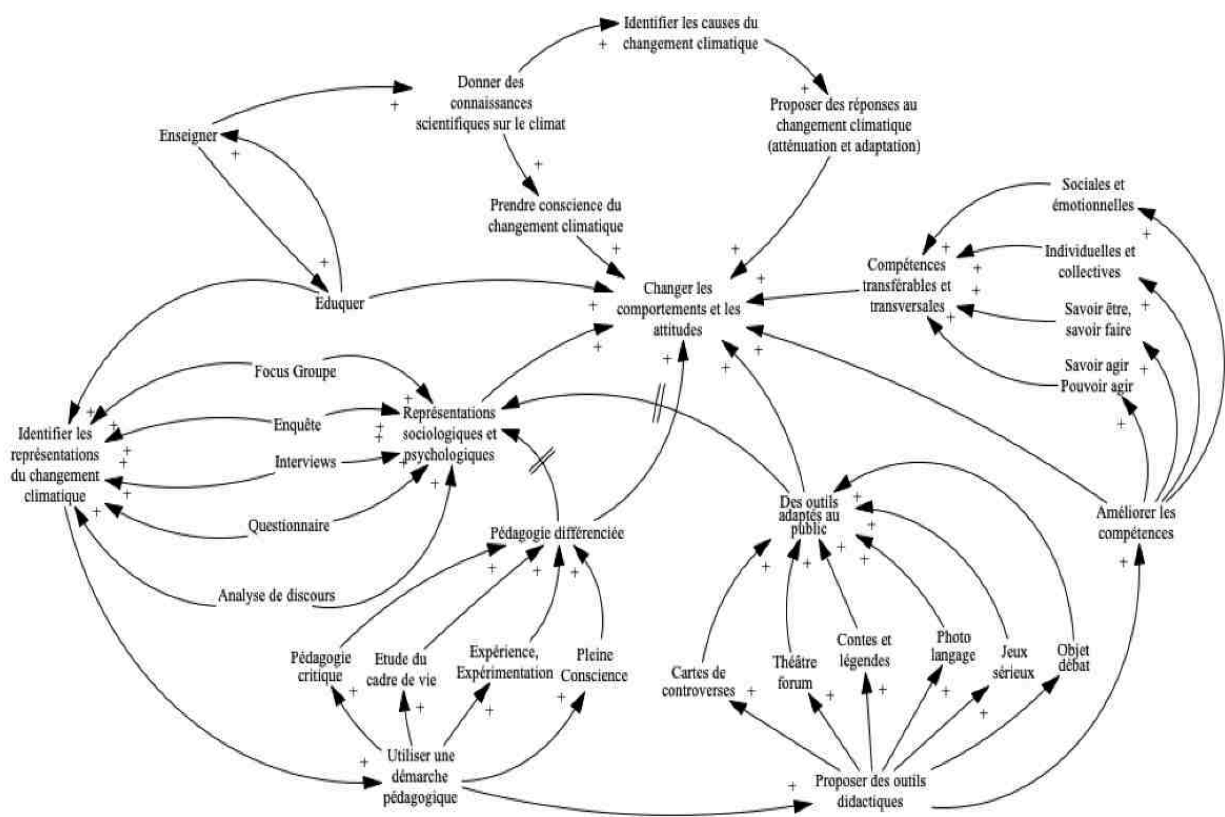 Identifier les causes du
changement climatique
Donner des
connaissances
scientifiques sur le climat
Proposer des réponses au
changement climatique
(atténuation et adaptation)
Enseigner
Prendre conscience du
changement climatique
Sociales et
émotionnelles
Individuelles et
collectives
Compétences
transférables et
transversales
Savoir être,
savoir faire
Savoir agir
Pouvoir agir
Changer les
comportements et les
attitudes
Eduquer
Focus Groupe
Enquête
Interviews
Questionnaire
Analyse de discours
Identifier les
représentations
du changement
climatique
Représentations
sociologiques et
psychologiques
Pédagogie différenciée
Des outils
adaptés au
public
Améliorer les
compétences
Pédagogie
critique
Etude du
cadre de vie
Expérience,
Expérimentation
Pleine
Conscience
Cartes de
controverses
Théâtre
forum
Contes et
légendes
Photo
langage
Jeux
sérieux
Objet
débat
Utiliser une
démarche
pédagogique
Proposer des outils
didactiques